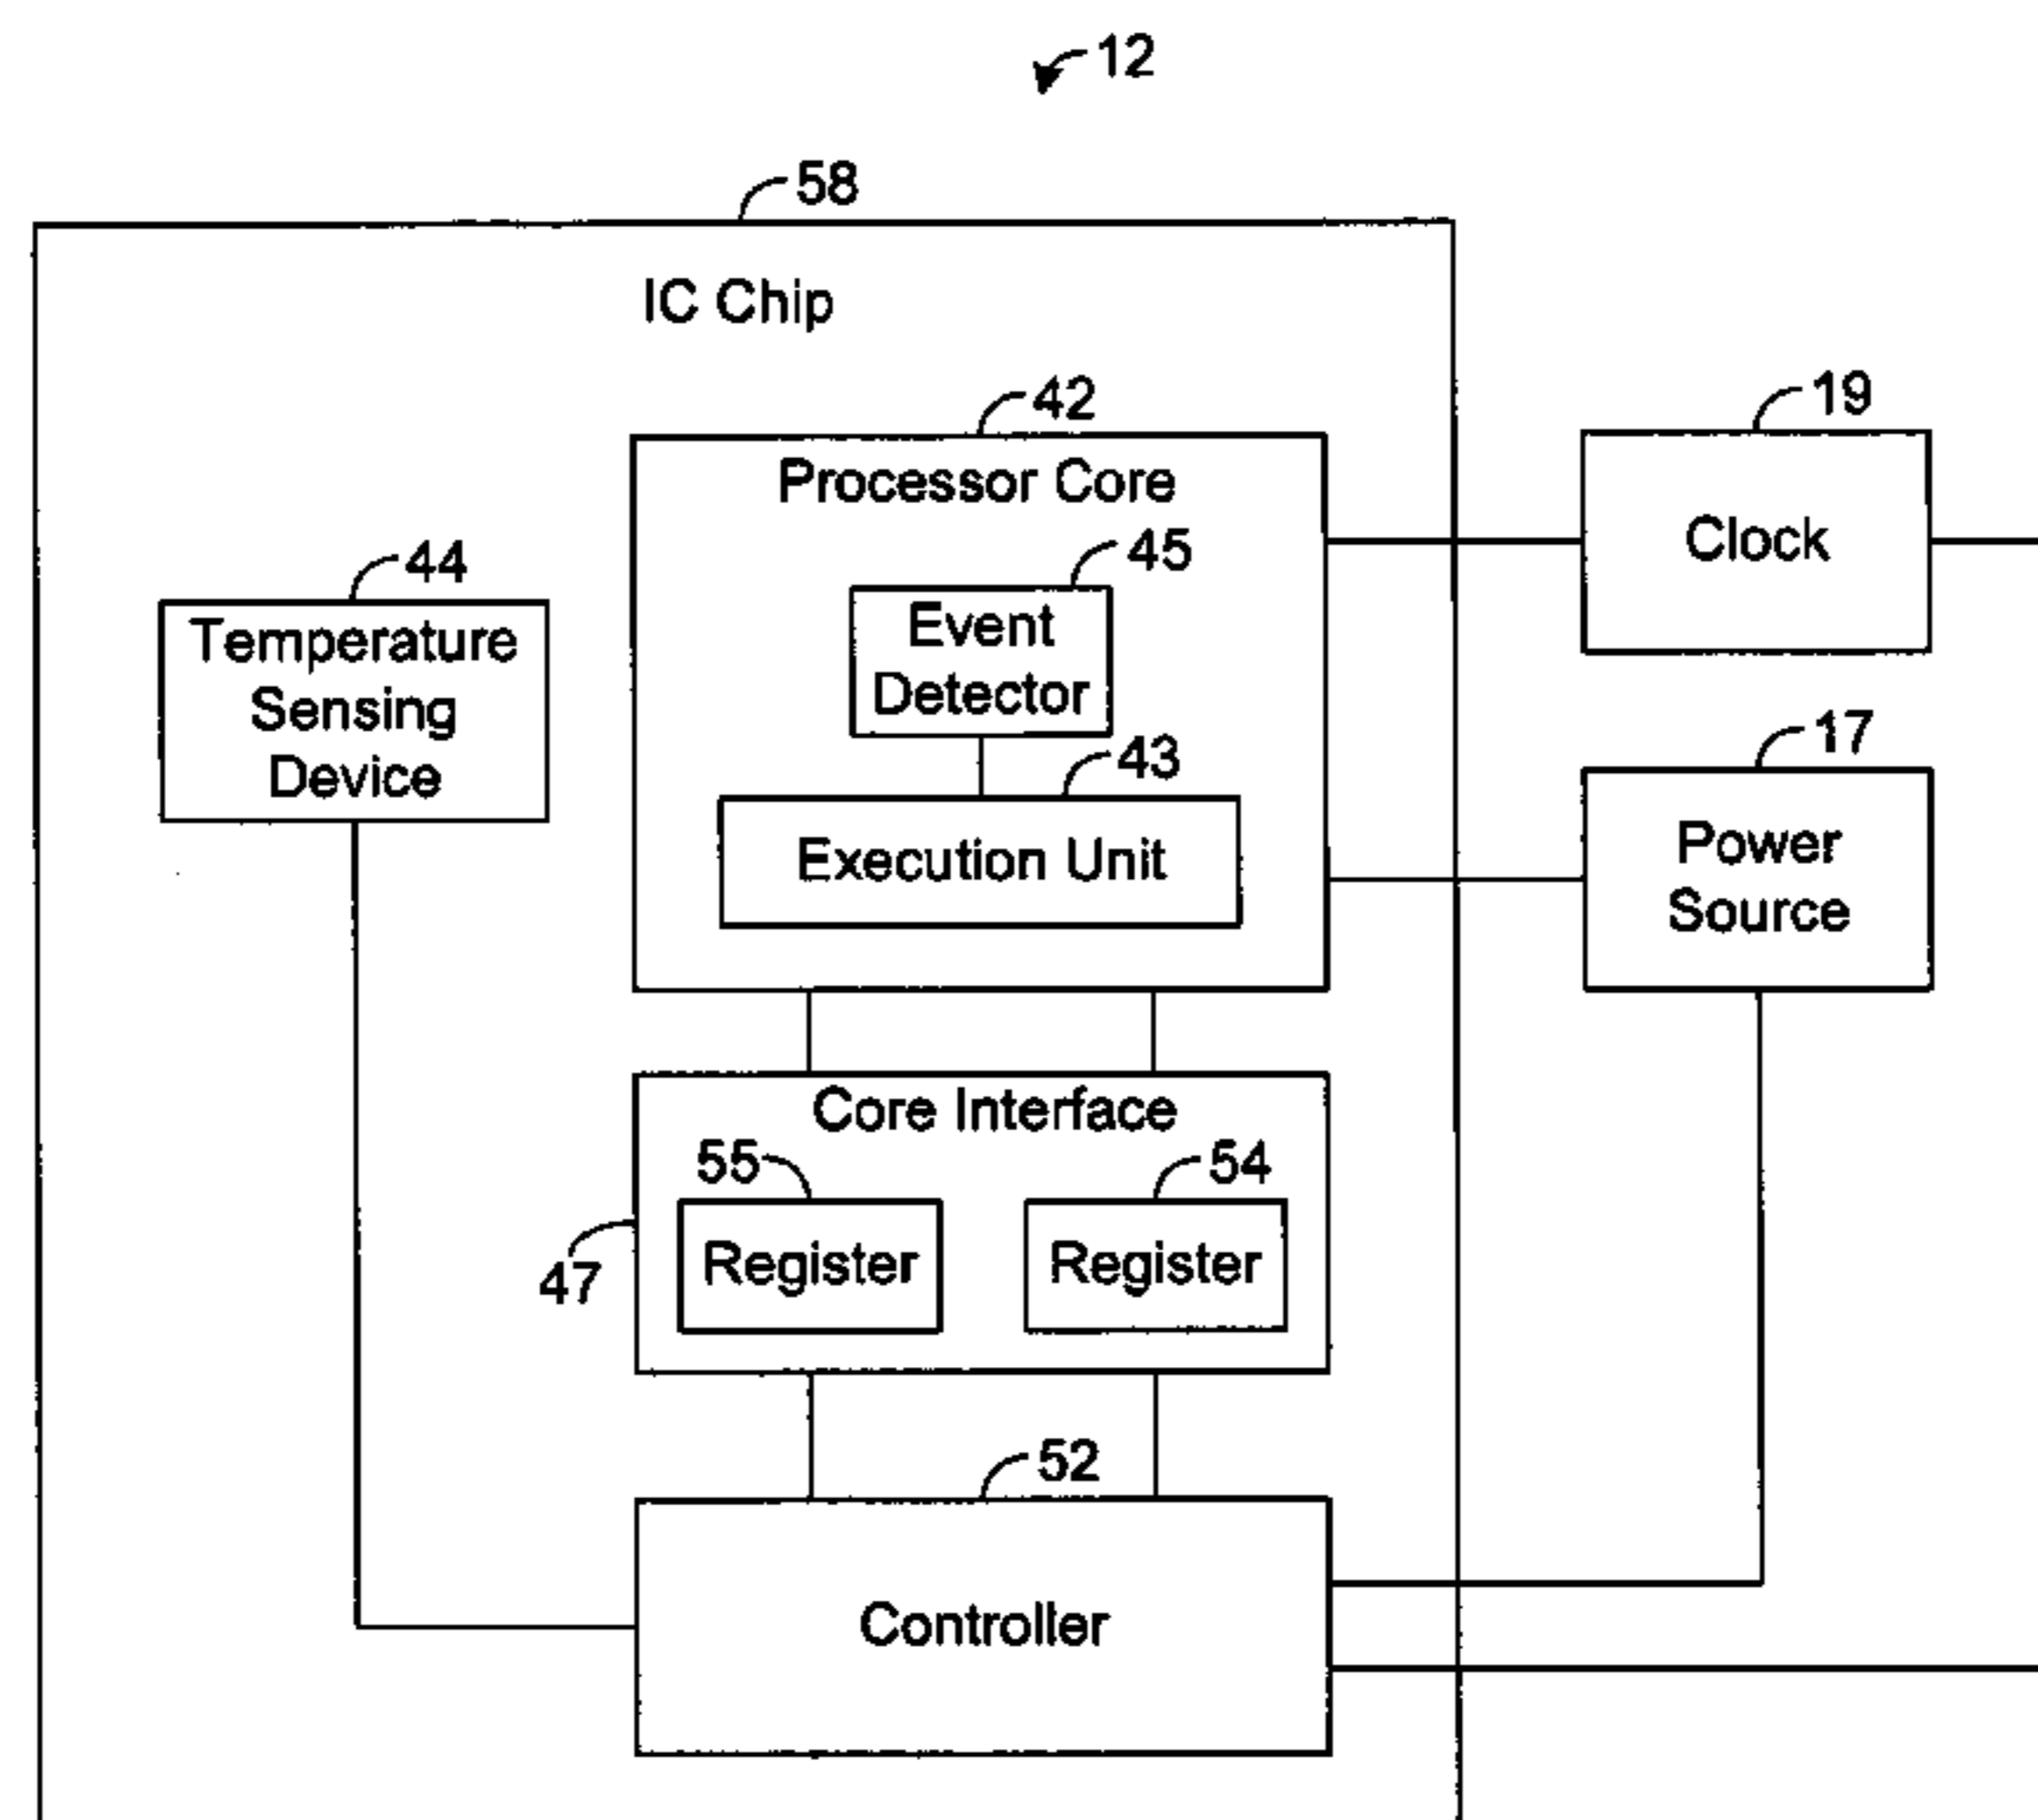 12
58
IC Chip
42
Processor Core
19
Clock
44
Temperature
Sensing
Device
45
Event
Detector
43
Execution Unit
17
Power
Source
Core Interface
55
54
47
Register
Register
52
Controller